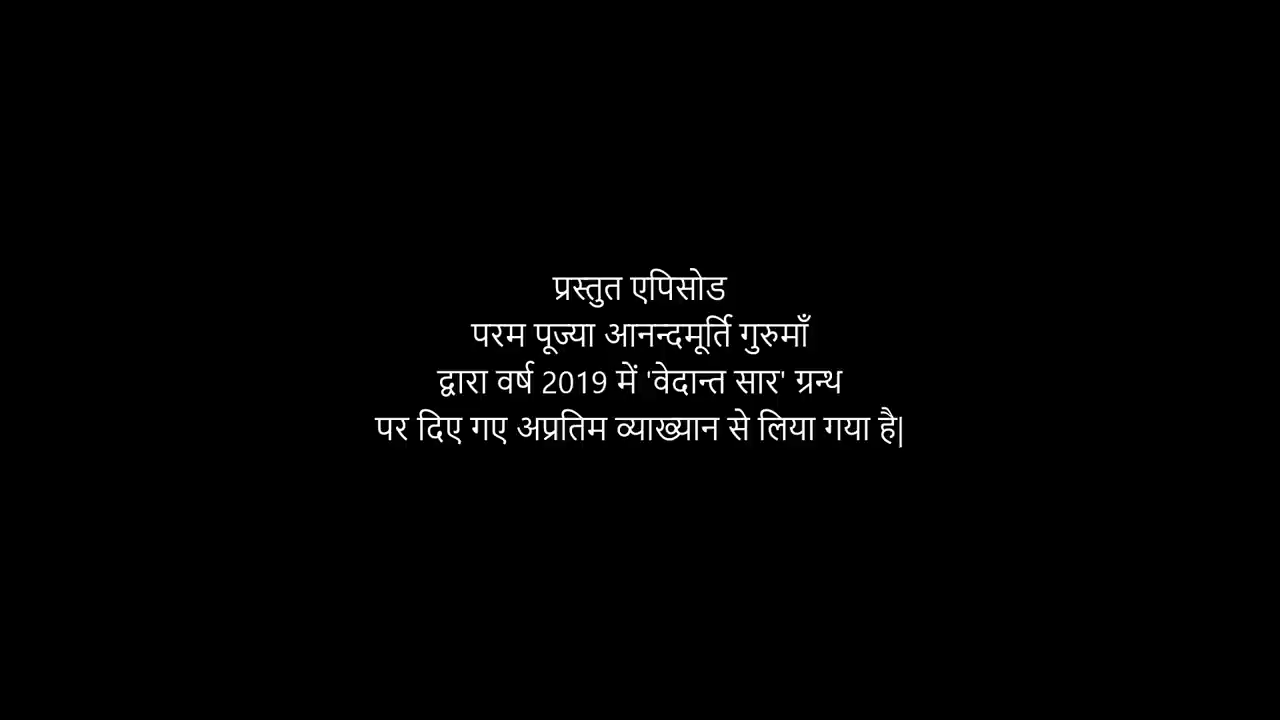 प्रस्तुत एपिसोड
परम पूज्या आनन्दमूर्ति गुरुमाँ
द्वारा वर्ष 2019 में 'वेदान्त सार' ग्रन्थ
पर दिए गए अप्रतिम व्याख्यान से लिया गया है|